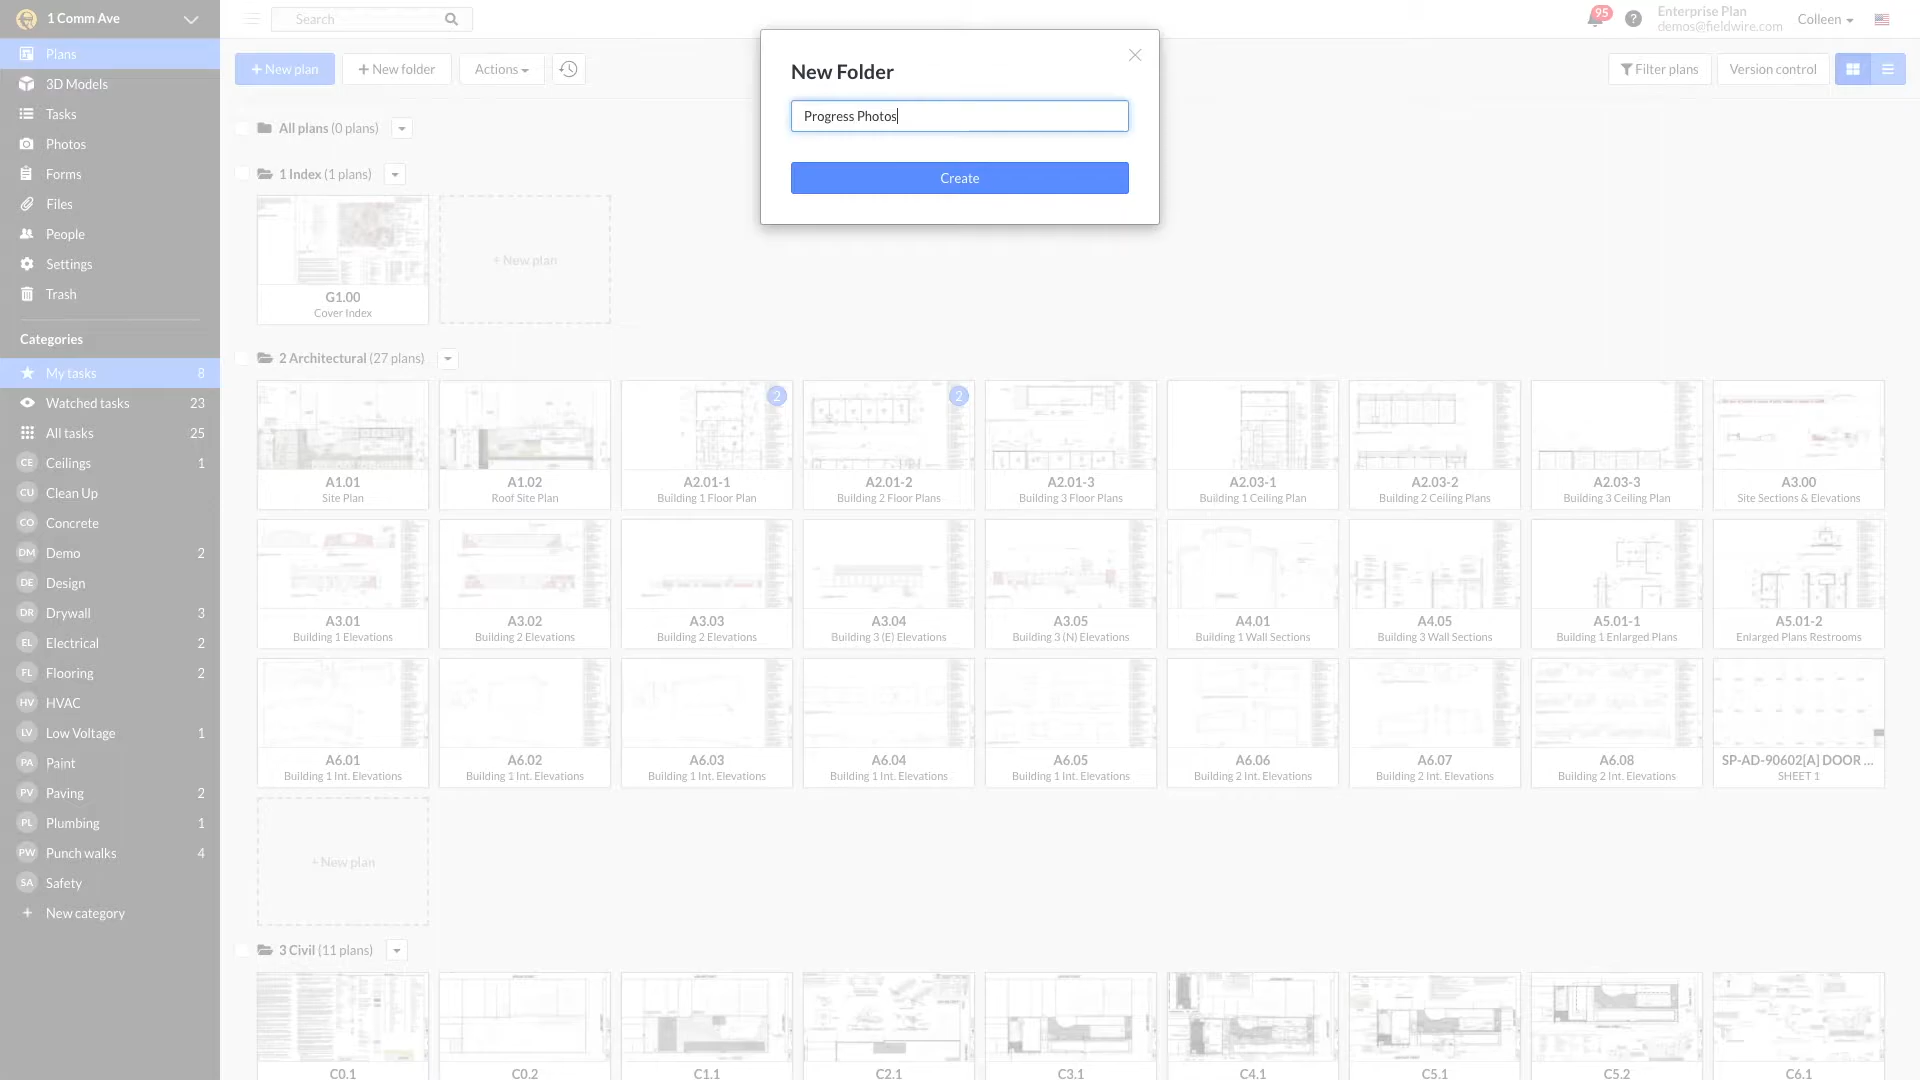 1 Comm Ave
Search
95
?
Enterprise Plan
demos@fieldwire.com
Colleen
Plans
3D Models
Tasks
Photos
Forms
Files
People
Settings
Trash
Categories
My tasks 8
Watched tasks 23
All tasks 25
CE Ceilings 1
CU Clean Up
CO Concrete
DM Demo 2
DE Design
DR Drywall 3
EL Electrical 2
FL Flooring 2
HV HVAC
LV Low Voltage 1
PA Paint
PV Paving 2
PL Plumbing 1
PW Punch walks 4
SA Safety
+ New category
+ New plan
+ New folder
Actions
Filter plans
Version control
New Folder
Progress Photos
Create
All plans (0 plans)
1 Index (1 plans)
G1.00
Cover Index
+ New plan
2 Architectural (27 plans)
2
2
A1.01
Site Plan
A1.02
Roof Site Plan
A2.01-1
Building 1 Floor Plan
A2.01-2
Building 2 Floor Plans
A2.01-3
Building 3 Floor Plans
A2.03-1
Building 1 Ceiling Plan
A2.03-2
Building 2 Ceiling Plans
A2.03-3
Building 3 Ceiling Plan
A3.00
Site Sections & Elevations
A3.01
Building 1 Elevations
A3.02
Building 2 Elevations
A3.03
Building 2 Elevations
A3.04
Building 3 (E) Elevations
A3.05
Building 3 (N) Elevations
A4.01
Building 1 Wall Sections
A4.05
Building 3 Wall Sections
A5.01-1
Building 1 Enlarged Plans
A5.01-2
Enlarged Plans Restrooms
A6.01
Building 1 Int. Elevations
A6.02
Building 1 Int. Elevations
A6.03
Building 1 Int. Elevations
A6.04
Building 1 Int. Elevations
A6.05
Building 1 Int. Elevations
A6.06
Building 2 Int. Elevations
A6.07
Building 2 Int. Elevations
A6.08
Building 2 Int. Elevations
SP-AD-90602[A] DOOR ...
SHEET 1
+ New plan
3 Civil (11 plans)
C0.1
C0.2
C1.1
C2.1
C3.1
C4.1
C5.1
C5.2
C6.1